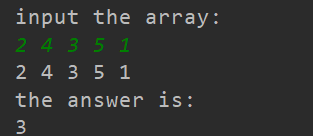 input the array:
2 4 3 5 1
2 4 3 5 1
the answer is:
3